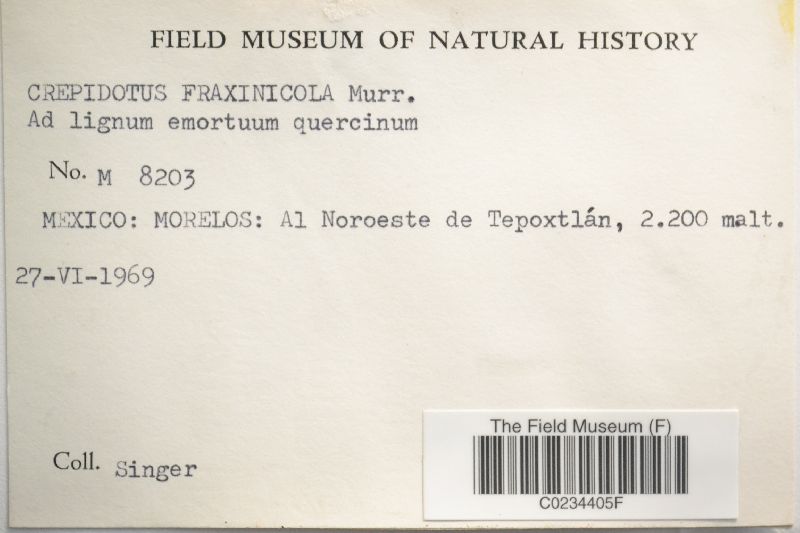 FIELD MUSEUM OF NATURAL HISTORY
CREPIDOTUS FRAXINICOLA Murr.
Ad lignum emortuum quercinum
No. M 8203
MEXICO: MORELOS: Al Noroeste de Tepoxtlán, 2.200 malt.
27-VI-1969
Coll. Singer
The Field Museum (F)
C0234405F